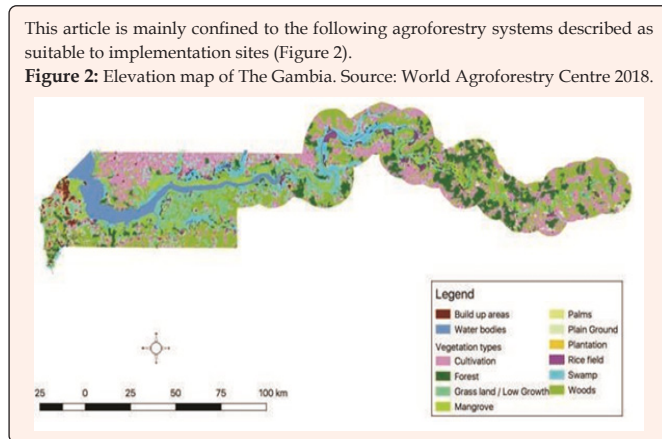 This article is mainly confined to the following agroforestry systems described as
suitable to implementation sites (Figure 2).
Figure 2: Elevation map of The Gambia. Source: World Agroforestry Centre 2018.
Legend
Build up areas
Water bodies
Vegetation types
Cultivation
Forest
Grass land / Low Growth
Mangrove
Palms
Plain Ground
Plantation
Rice field
Swamp
Woods
25 0 25 50 75 100 km